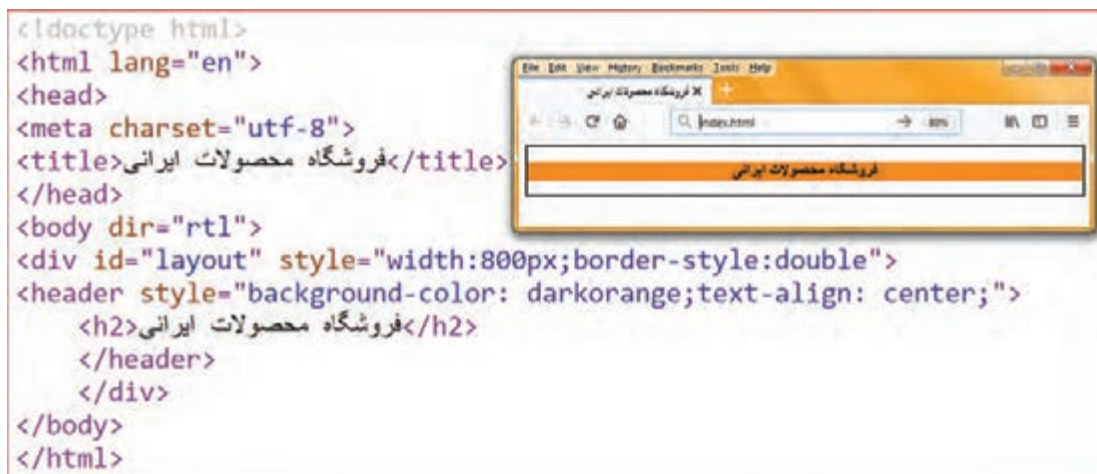 <!doctype html>
<html lang="en">
<head>
<meta charset="utf-8">
<title>فروشگاه محصولات ایرانی</title>
</head>
<body dir="rtl">
<div id="layout" style="width:800px;border-style:double">
<header style="background-color: darkorange;text-align: center;">
<h2>فروشگاه محصولات ایرانی</h2>
</header>
</div>
</body>
</html>
File Edit View History Bookmarks Tools Help
فروشگاه محصولات ایرانی
index.html 80%
فروشگاه محصولات ایرانی